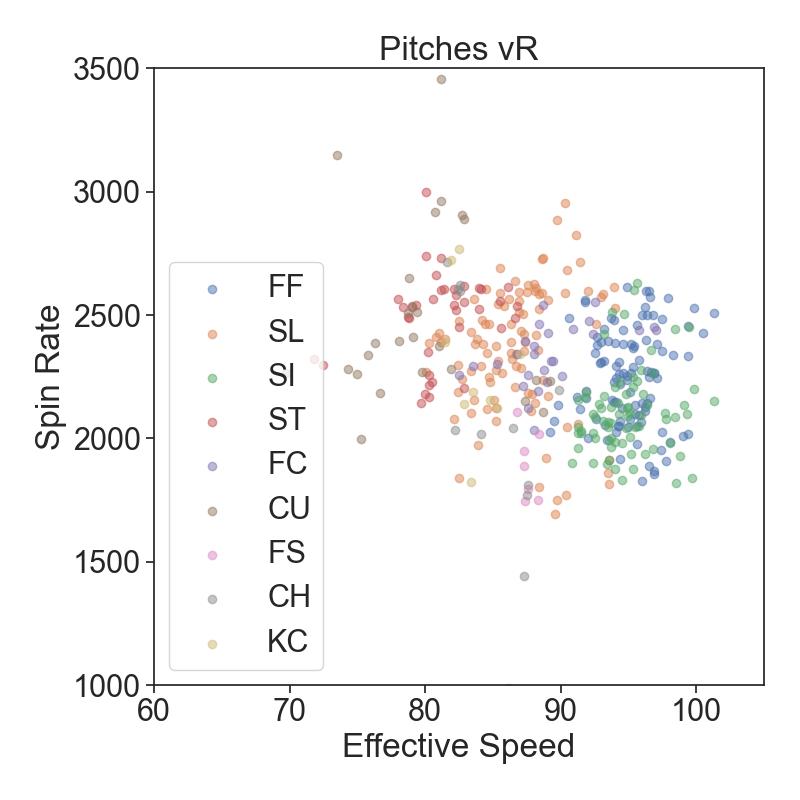 Pitches vR
3500
3000
2500
2000
1500
1000
Spin Rate
FF
SL
SI
ST
FC
CU
FS
CH
KC
60 70 80 90 100
Effective Speed